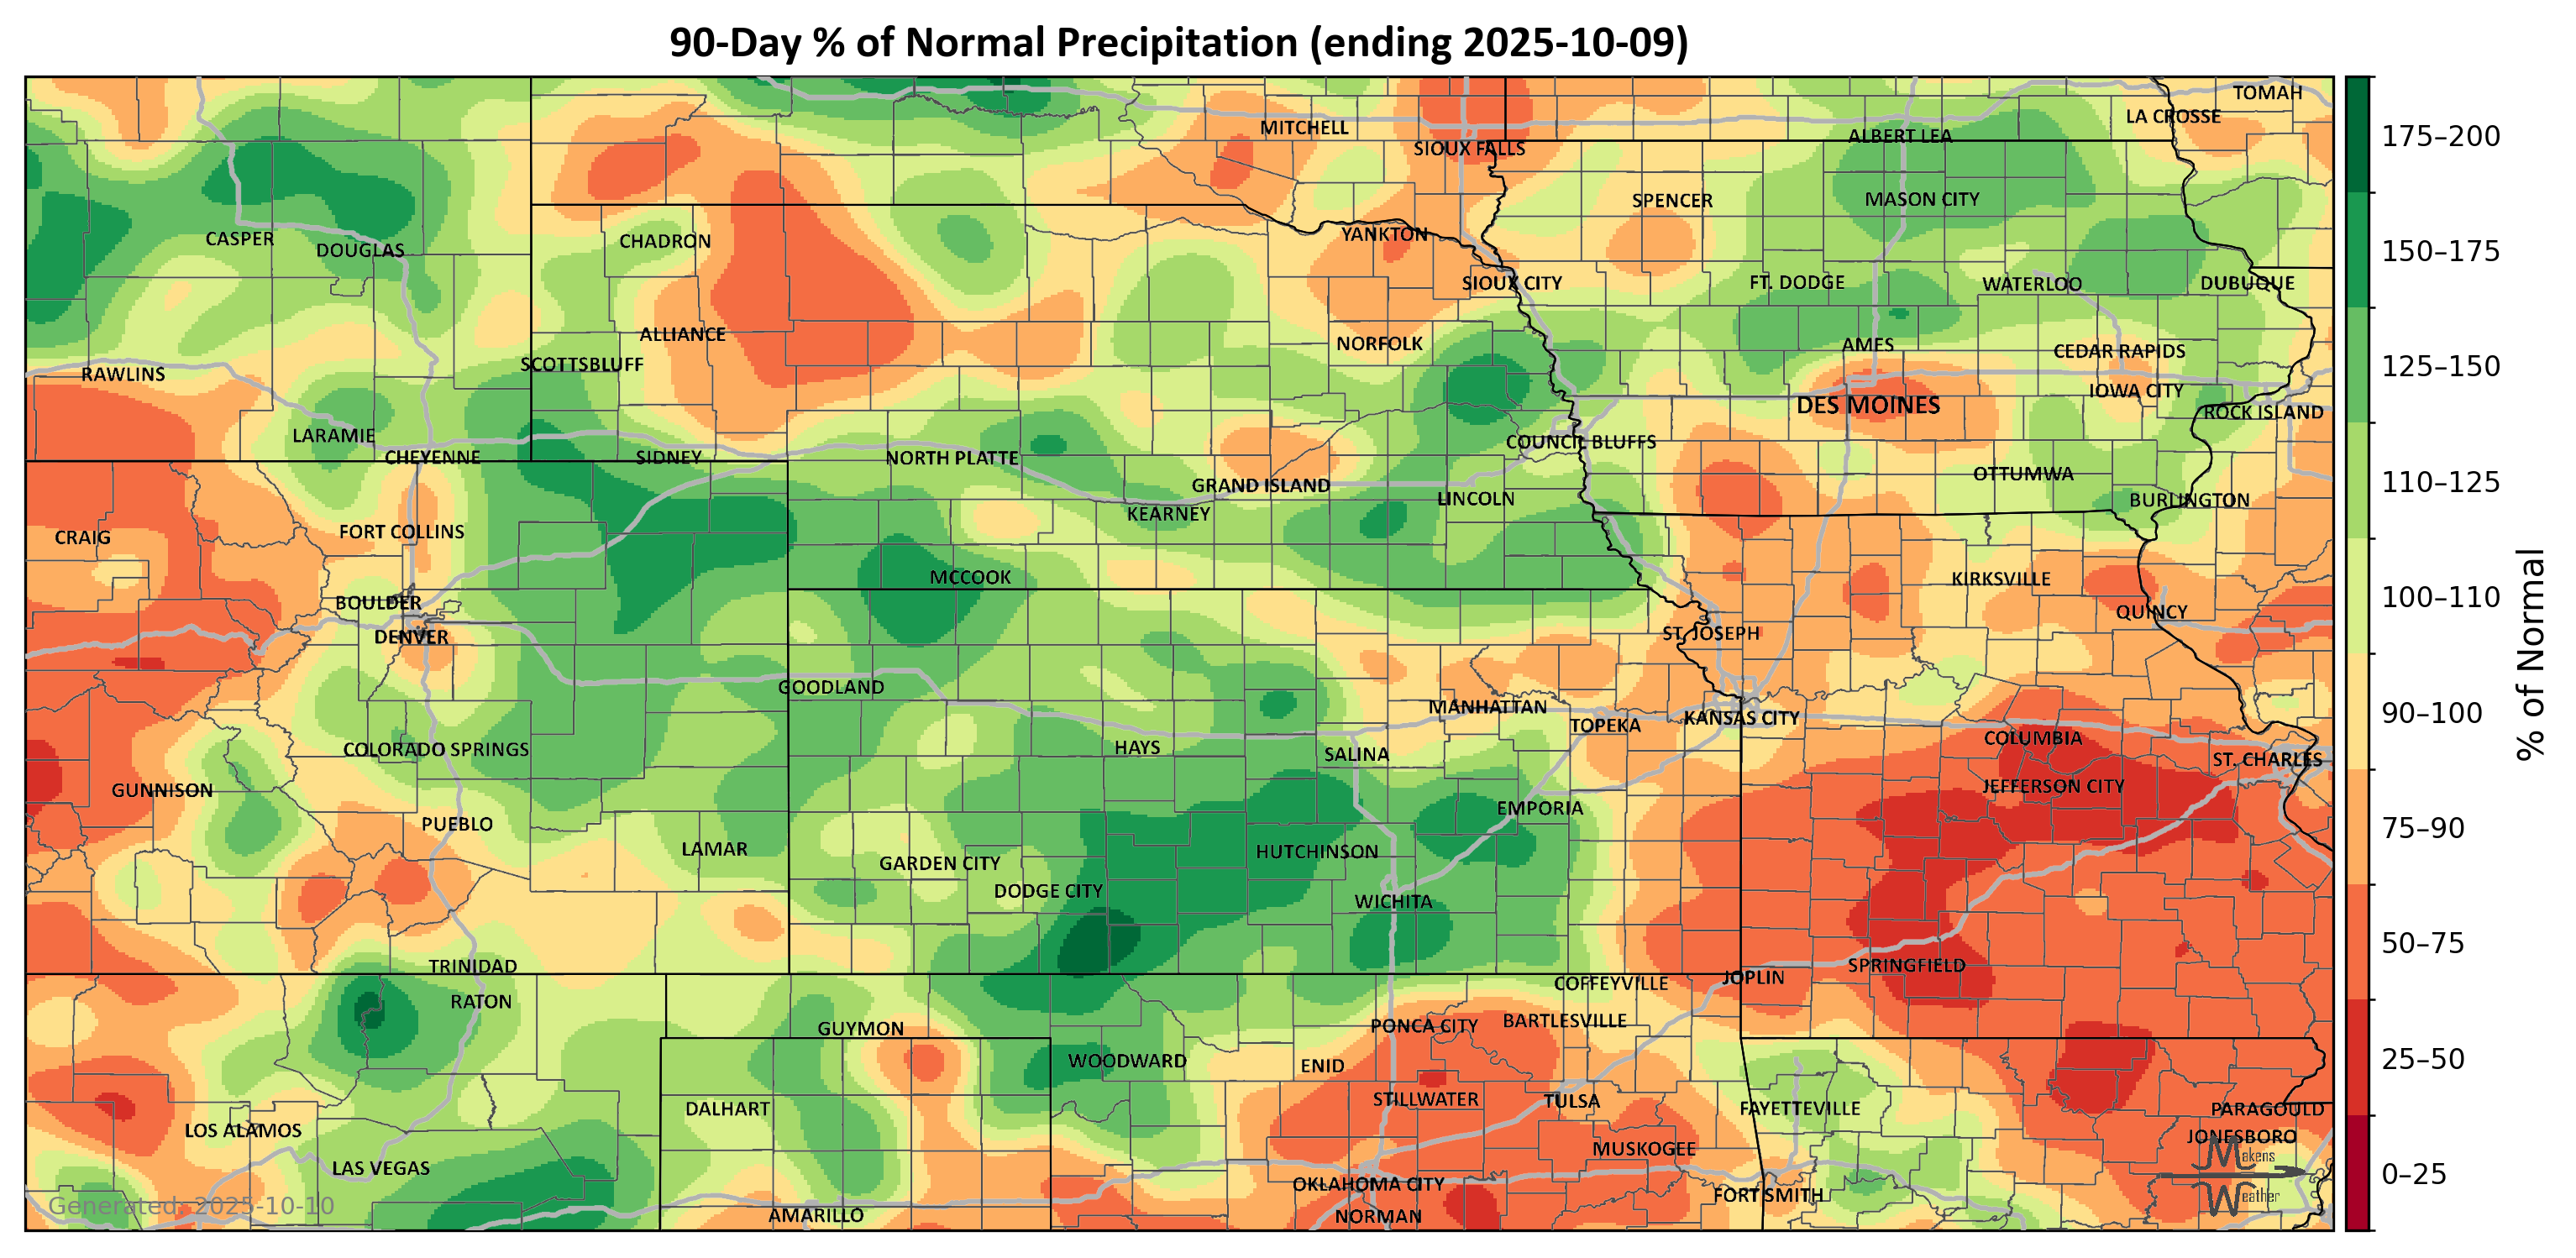 90-Day % of Normal Precipitation (ending 2025-10-09)
TOMAH
LA CROSSE
MITCHELL
ALBERT LEA
SIOUX FALLS
SPENCER
MASON CITY
CASPER
DOUGLAS
CHADRON
YANKTON
SIOUX CITY
FT. DODGE
WATERLOO
DUBUQUE
ALLIANCE
NORFOLK
AMES
CEDAR RAPIDS
SCOTTSBLUFF
RAWLINS
IOWA CITY
DES MOINES
ROCK ISLAND
LARAMIE
COUNCIL BLUFFS
CHEYENNE
SIDNEY
NORTH PLATTE
OTTUMWA
GRAND ISLAND
LINCOLN
BURLINGTON
KEARNEY
FORT COLLINS
CRAIG
MCCOOK
KIRKSVILLE
BOULDER
QUINCY
DENVER
ST. JOSEPH
GOODLAND
MANHATTAN
TOPEKA
KANSAS CITY
COLUMBIA
COLORADO SPRINGS
HAYS
SALINA
ST. CHARLES
GUNNISON
JEFFERSON CITY
EMPORIA
PUEBLO
LAMAR
HUTCHINSON
GARDEN CITY
DODGE CITY
WICHITA
TRINIDAD
SPRINGFIELD
JOPLIN
COFFEYVILLE
RATON
GUYMON
PONCA CITY
BARTLESVILLE
WOODWARD
ENID
DALHART
STILLWATER
TULSA
FAYETTEVILLE
PARAGOULD
LOS ALAMOS
JONESBORO
MUSKOGEE
LAS VEGAS
OKLAHOMA CITY
FORT SMITH
AMARILLO
NORMAN
Makens
Weather
Generated: 2025-10-10
175–200
150–175
125–150
110–125
100–110
90–100
75–90
50–75
25–50
0–25
% of Normal